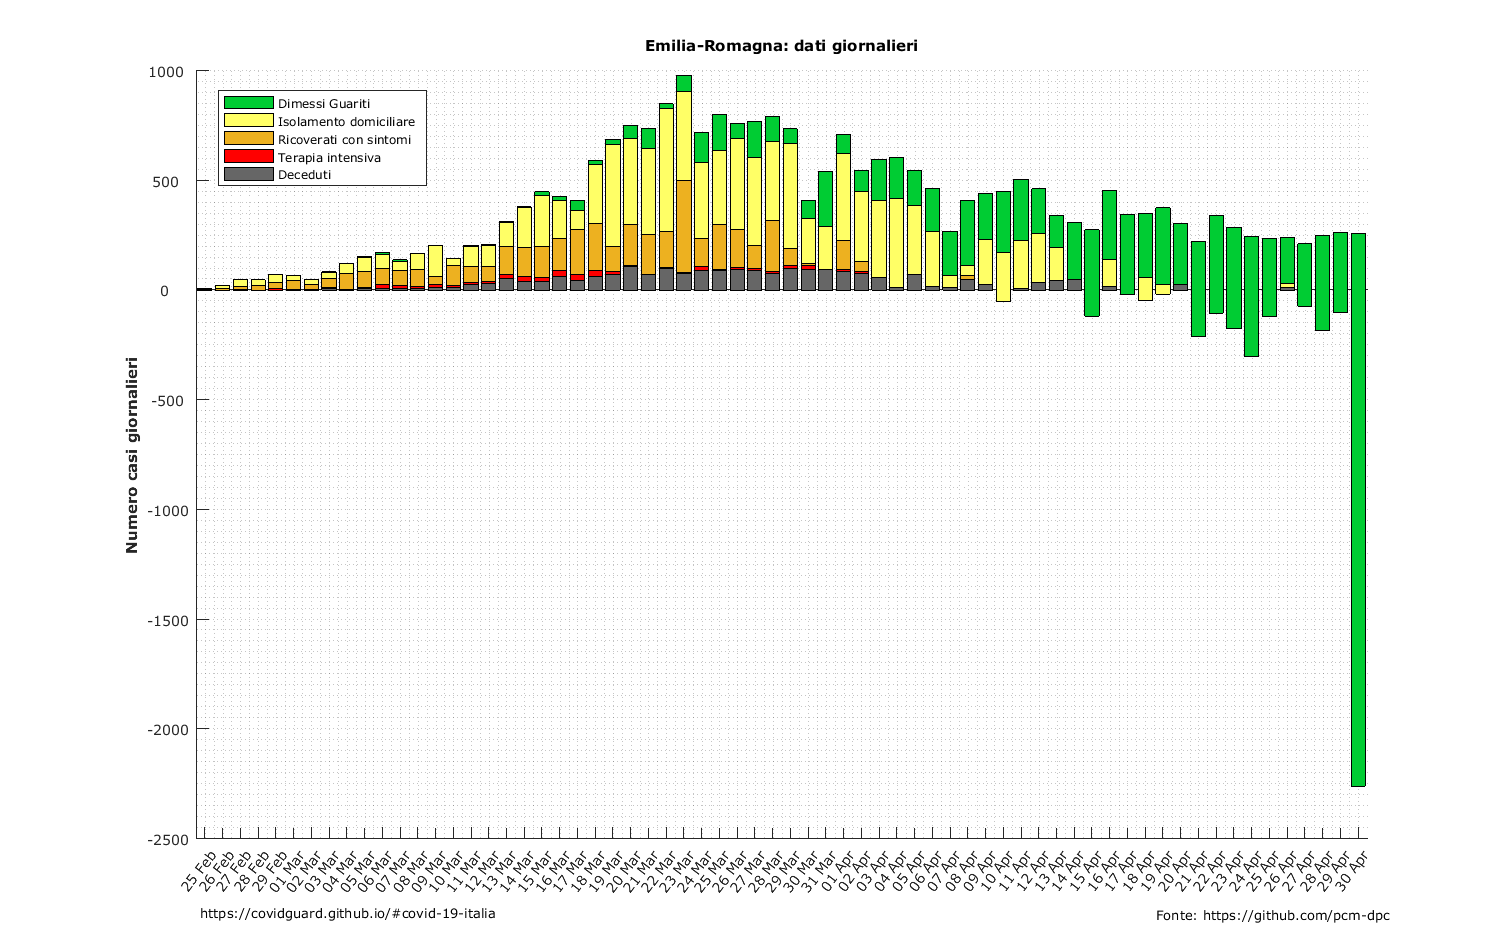 Emilia-Romagna: dati giornalieri
1000
500
0
-500
-1000
-1500
-2000
-2500
Numero casi giornalieri
Dimessi Guariti
Isolamento domiciliare
Ricoverati con sintomi
Terapia intensiva
Deceduti
25 Feb
26 Feb
27 Feb
28 Feb
29 Feb
01 Mar
02 Mar
03 Mar
04 Mar
05 Mar
06 Mar
07 Mar
08 Mar
09 Mar
10 Mar
11 Mar
12 Mar
13 Mar
14 Mar
15 Mar
16 Mar
17 Mar
18 Mar
19 Mar
20 Mar
21 Mar
22 Mar
23 Mar
24 Mar
25 Mar
26 Mar
27 Mar
28 Mar
29 Mar
30 Mar
31 Mar
01 Apr
02 Apr
03 Apr
04 Apr
05 Apr
06 Apr
07 Apr
08 Apr
09 Apr
10 Apr
11 Apr
12 Apr
13 Apr
14 Apr
15 Apr
16 Apr
17 Apr
18 Apr
19 Apr
20 Apr
21 Apr
22 Apr
23 Apr
24 Apr
25 Apr
26 Apr
27 Apr
28 Apr
29 Apr
30 Apr
https://covidguard.github.io/#covid-19-italia
Fonte: https://github.com/pcm-dpc